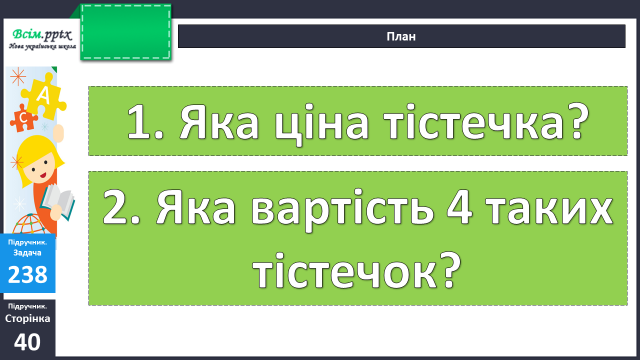 Всім.pptx
Нова українська школа
План
А
С
1. Яка ціна тістечка?
2. Яка вартість 4 таких
тістечок?
Підручник.
Задача
238
Підручник.
Сторінка
40